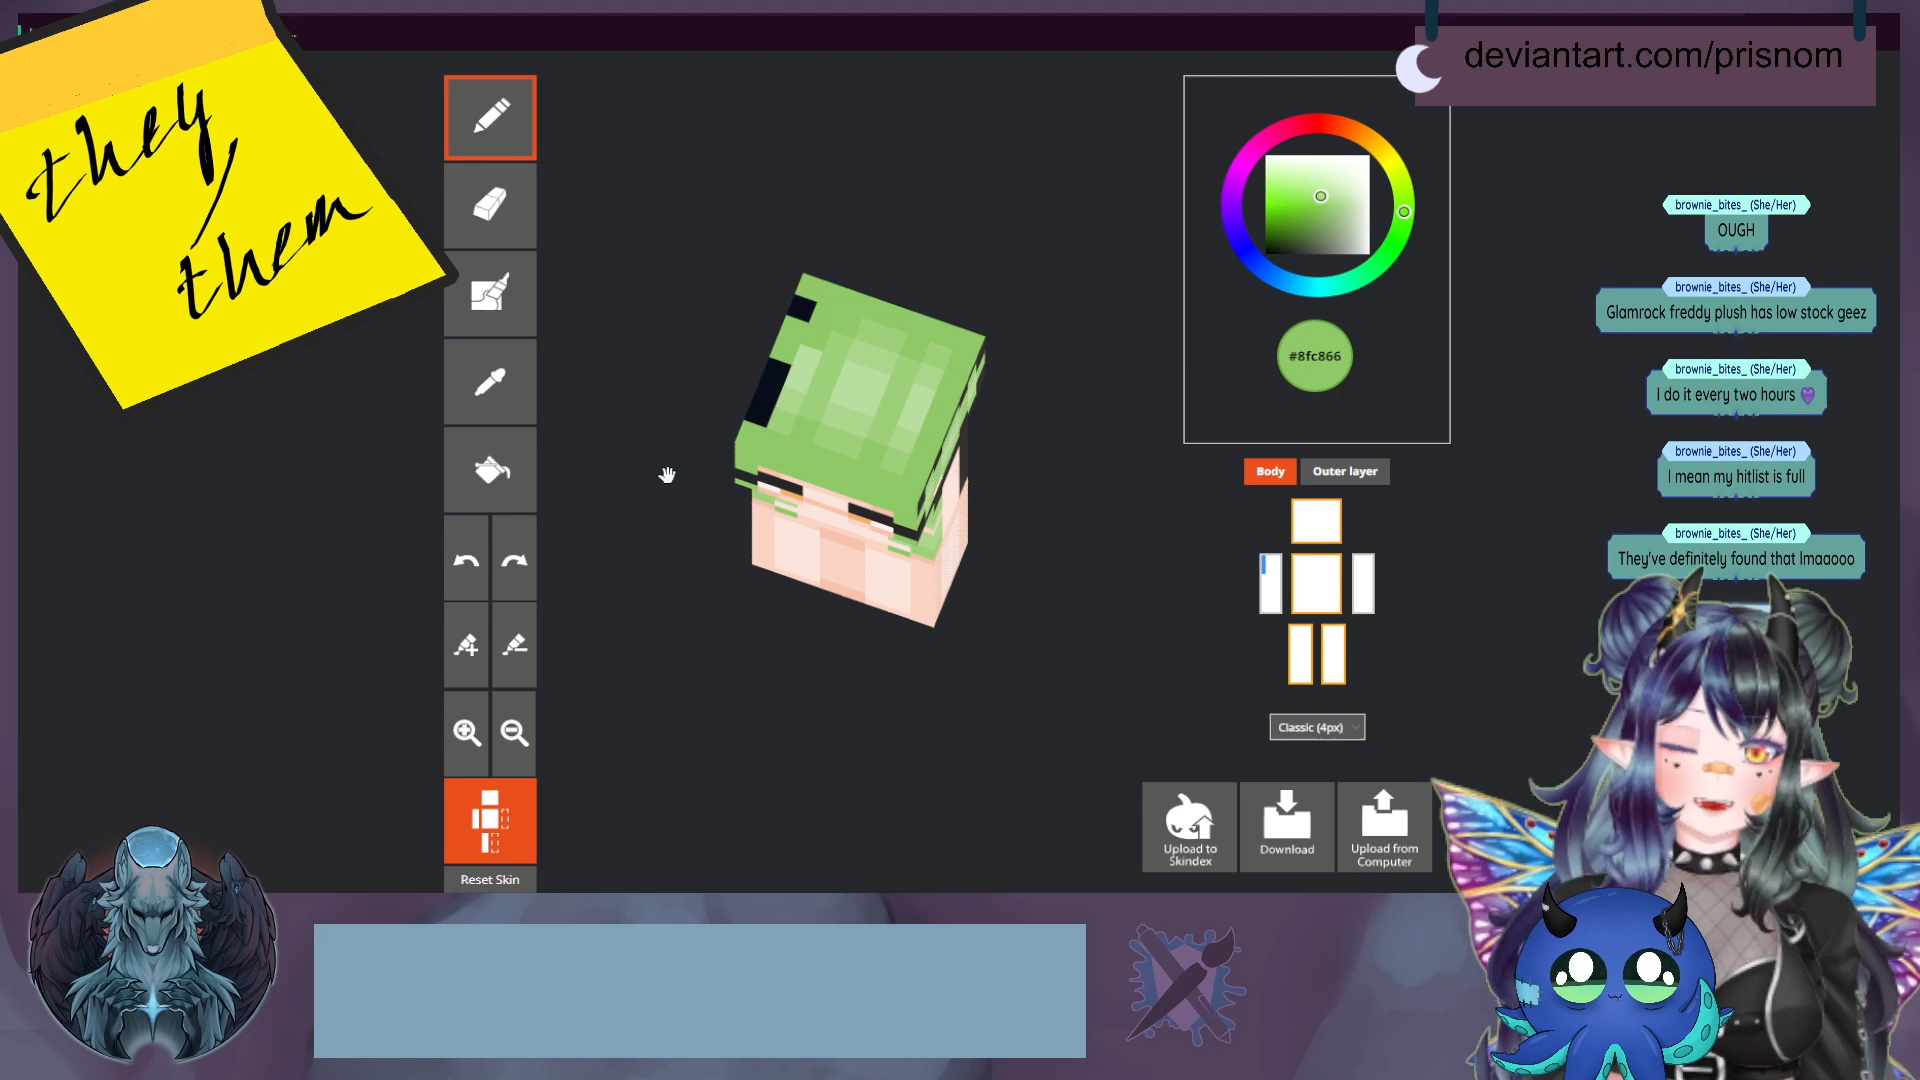 they
/
them
deviantart.com/prisnom
#8fc866
Body
Outer layer
Classic (4px)
Upload to
Skindex
Download
Upload from
Computer
Reset Skin
brownie_bites_ (She/Her)
OUGH
brownie_bites_ (She/Her)
Glamrock freddy plush has low stock geez
brownie_bites_ (She/Her)
I do it every two hours 💜
brownie_bites_ (She/Her)
I mean my hitlist is full
brownie_bites_ (She/Her)
They've definitely found that lmaaooo